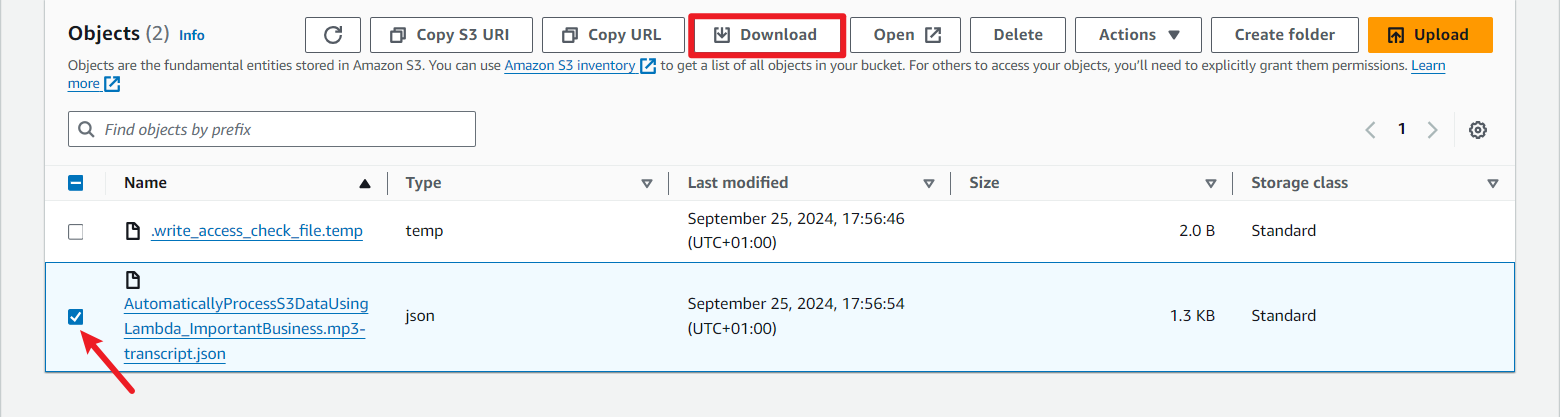 Objects (2) Info
Copy S3 URI
Copy URL
Download
Open
Delete
Actions
Create folder
Upload
Objects are the fundamental entities stored in Amazon S3. You can use Amazon S3 inventory to get a list of all objects in your bucket. For others to access your objects, you'll need to explicitly grant them permissions. Learn
more
Find objects by prefix
1
Name
Type
Last modified
Size
Storage class
.write_access_check_file.temp
temp
September 25, 2024, 17:56:46
(UTC+01:00)
2.0 B
Standard
AutomaticallyProcessS3DataUsing
Lambda_ImportantBusiness.mp3-
transcript.json
json
September 25, 2024, 17:56:54
(UTC+01:00)
1.3 KB
Standard